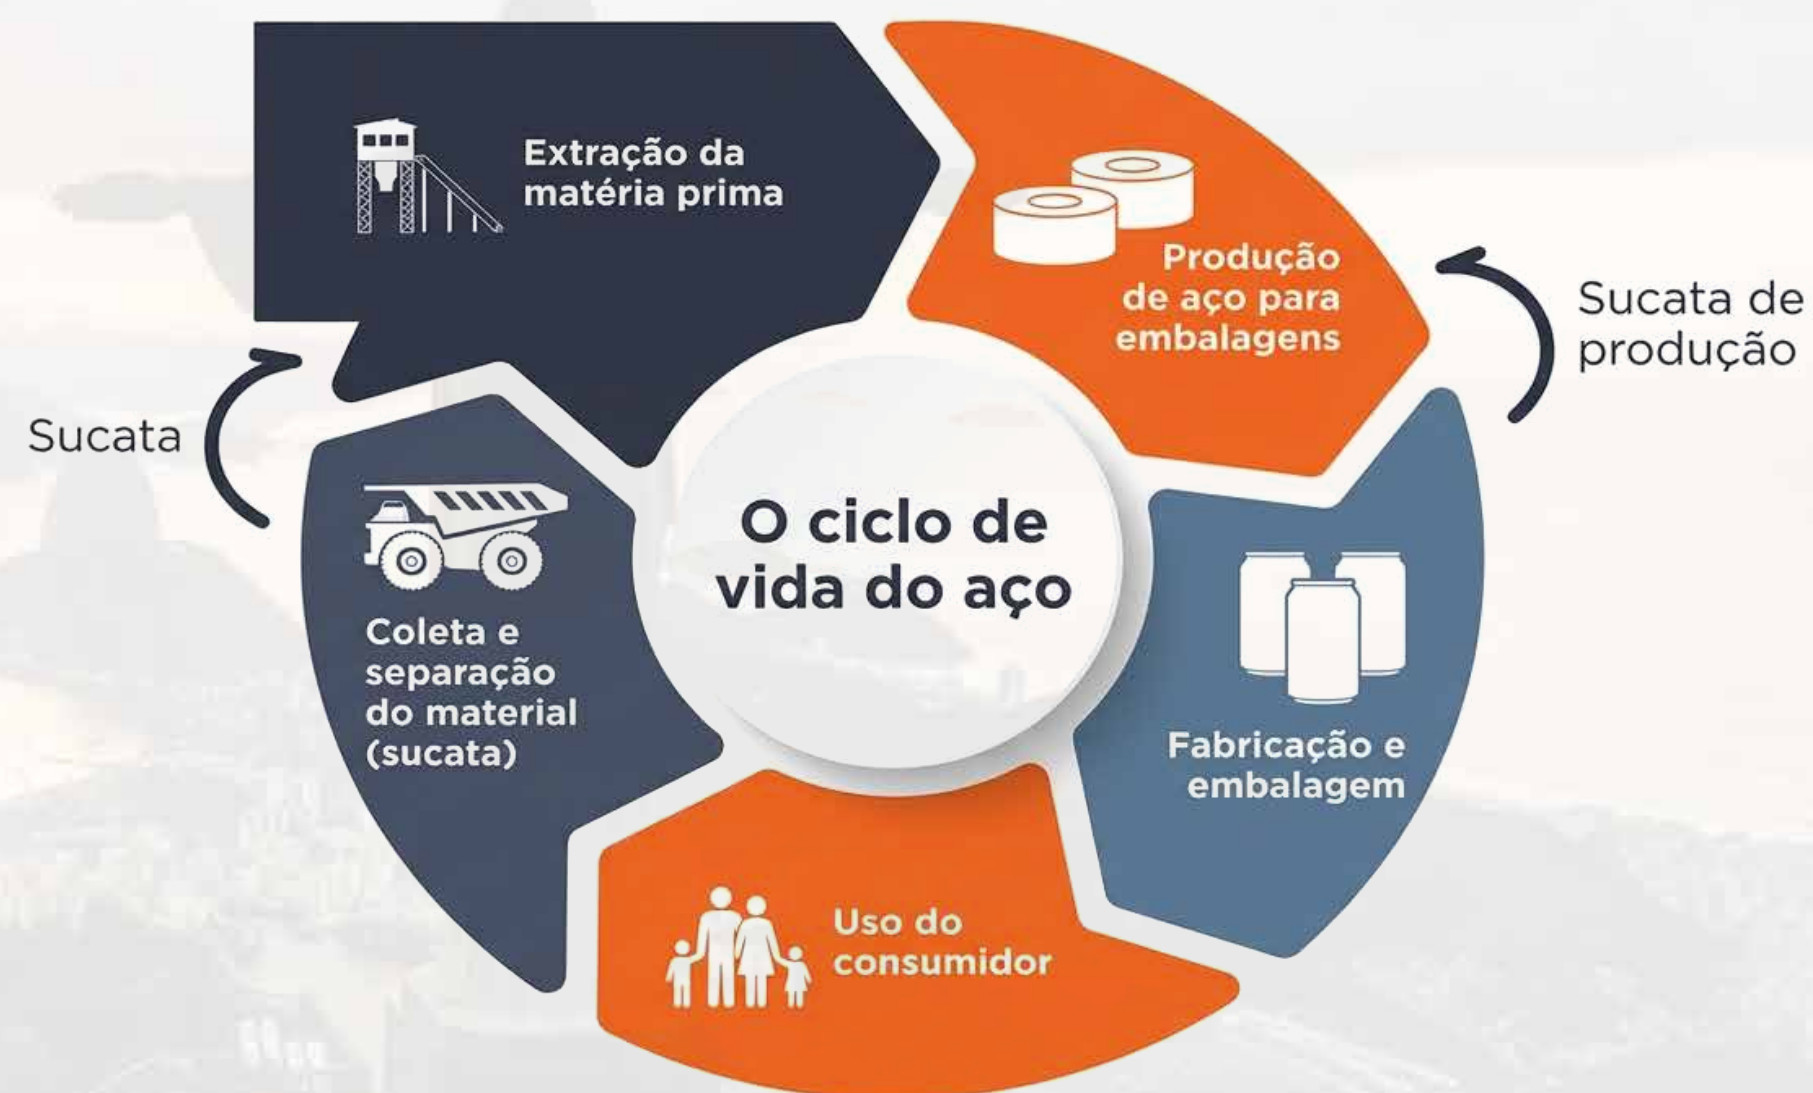 Extração da
matéria prima
Produção
de aço para
embalagens
Sucata de
produção
Sucata
O ciclo de
vida do aço
Coleta e
separação
do material
(sucata)
Fabricação e
embalagem
Uso do
consumidor